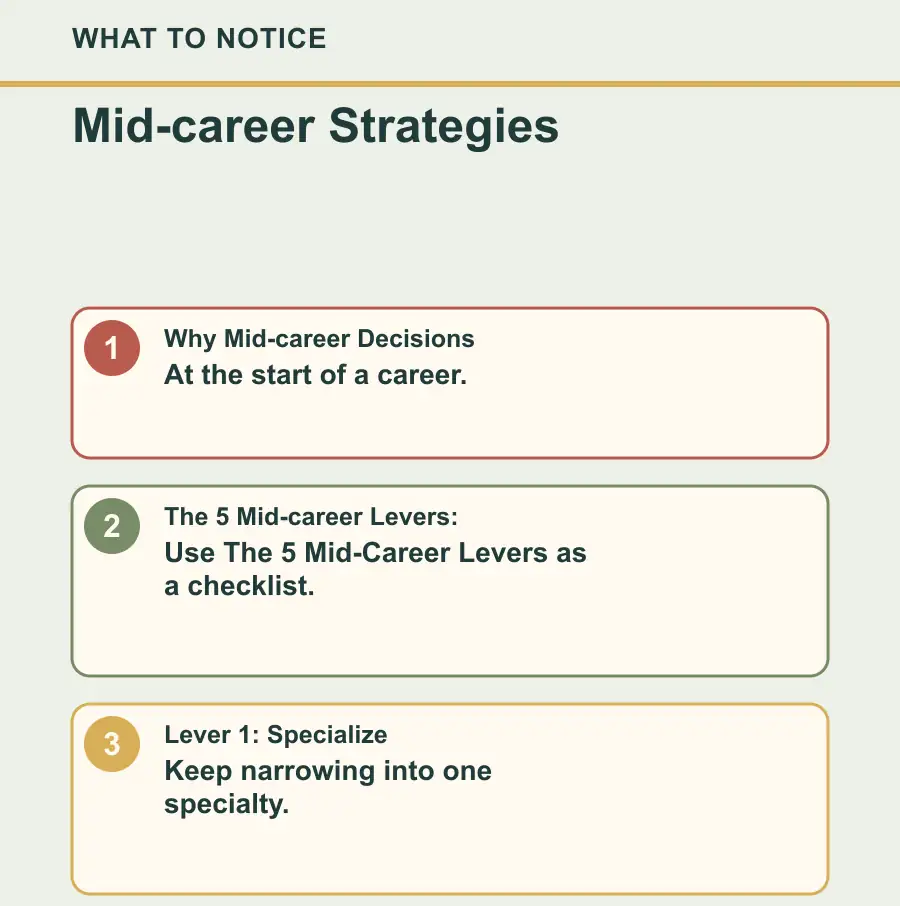 WHAT TO NOTICE
Mid-career Strategies
1
Why Mid-career Decisions
At the start of a career.
2
The 5 Mid-career Levers:
Use The 5 Mid-Career Levers as
a checklist.
3
Lever 1: Specialize
Keep narrowing into one
specialty.